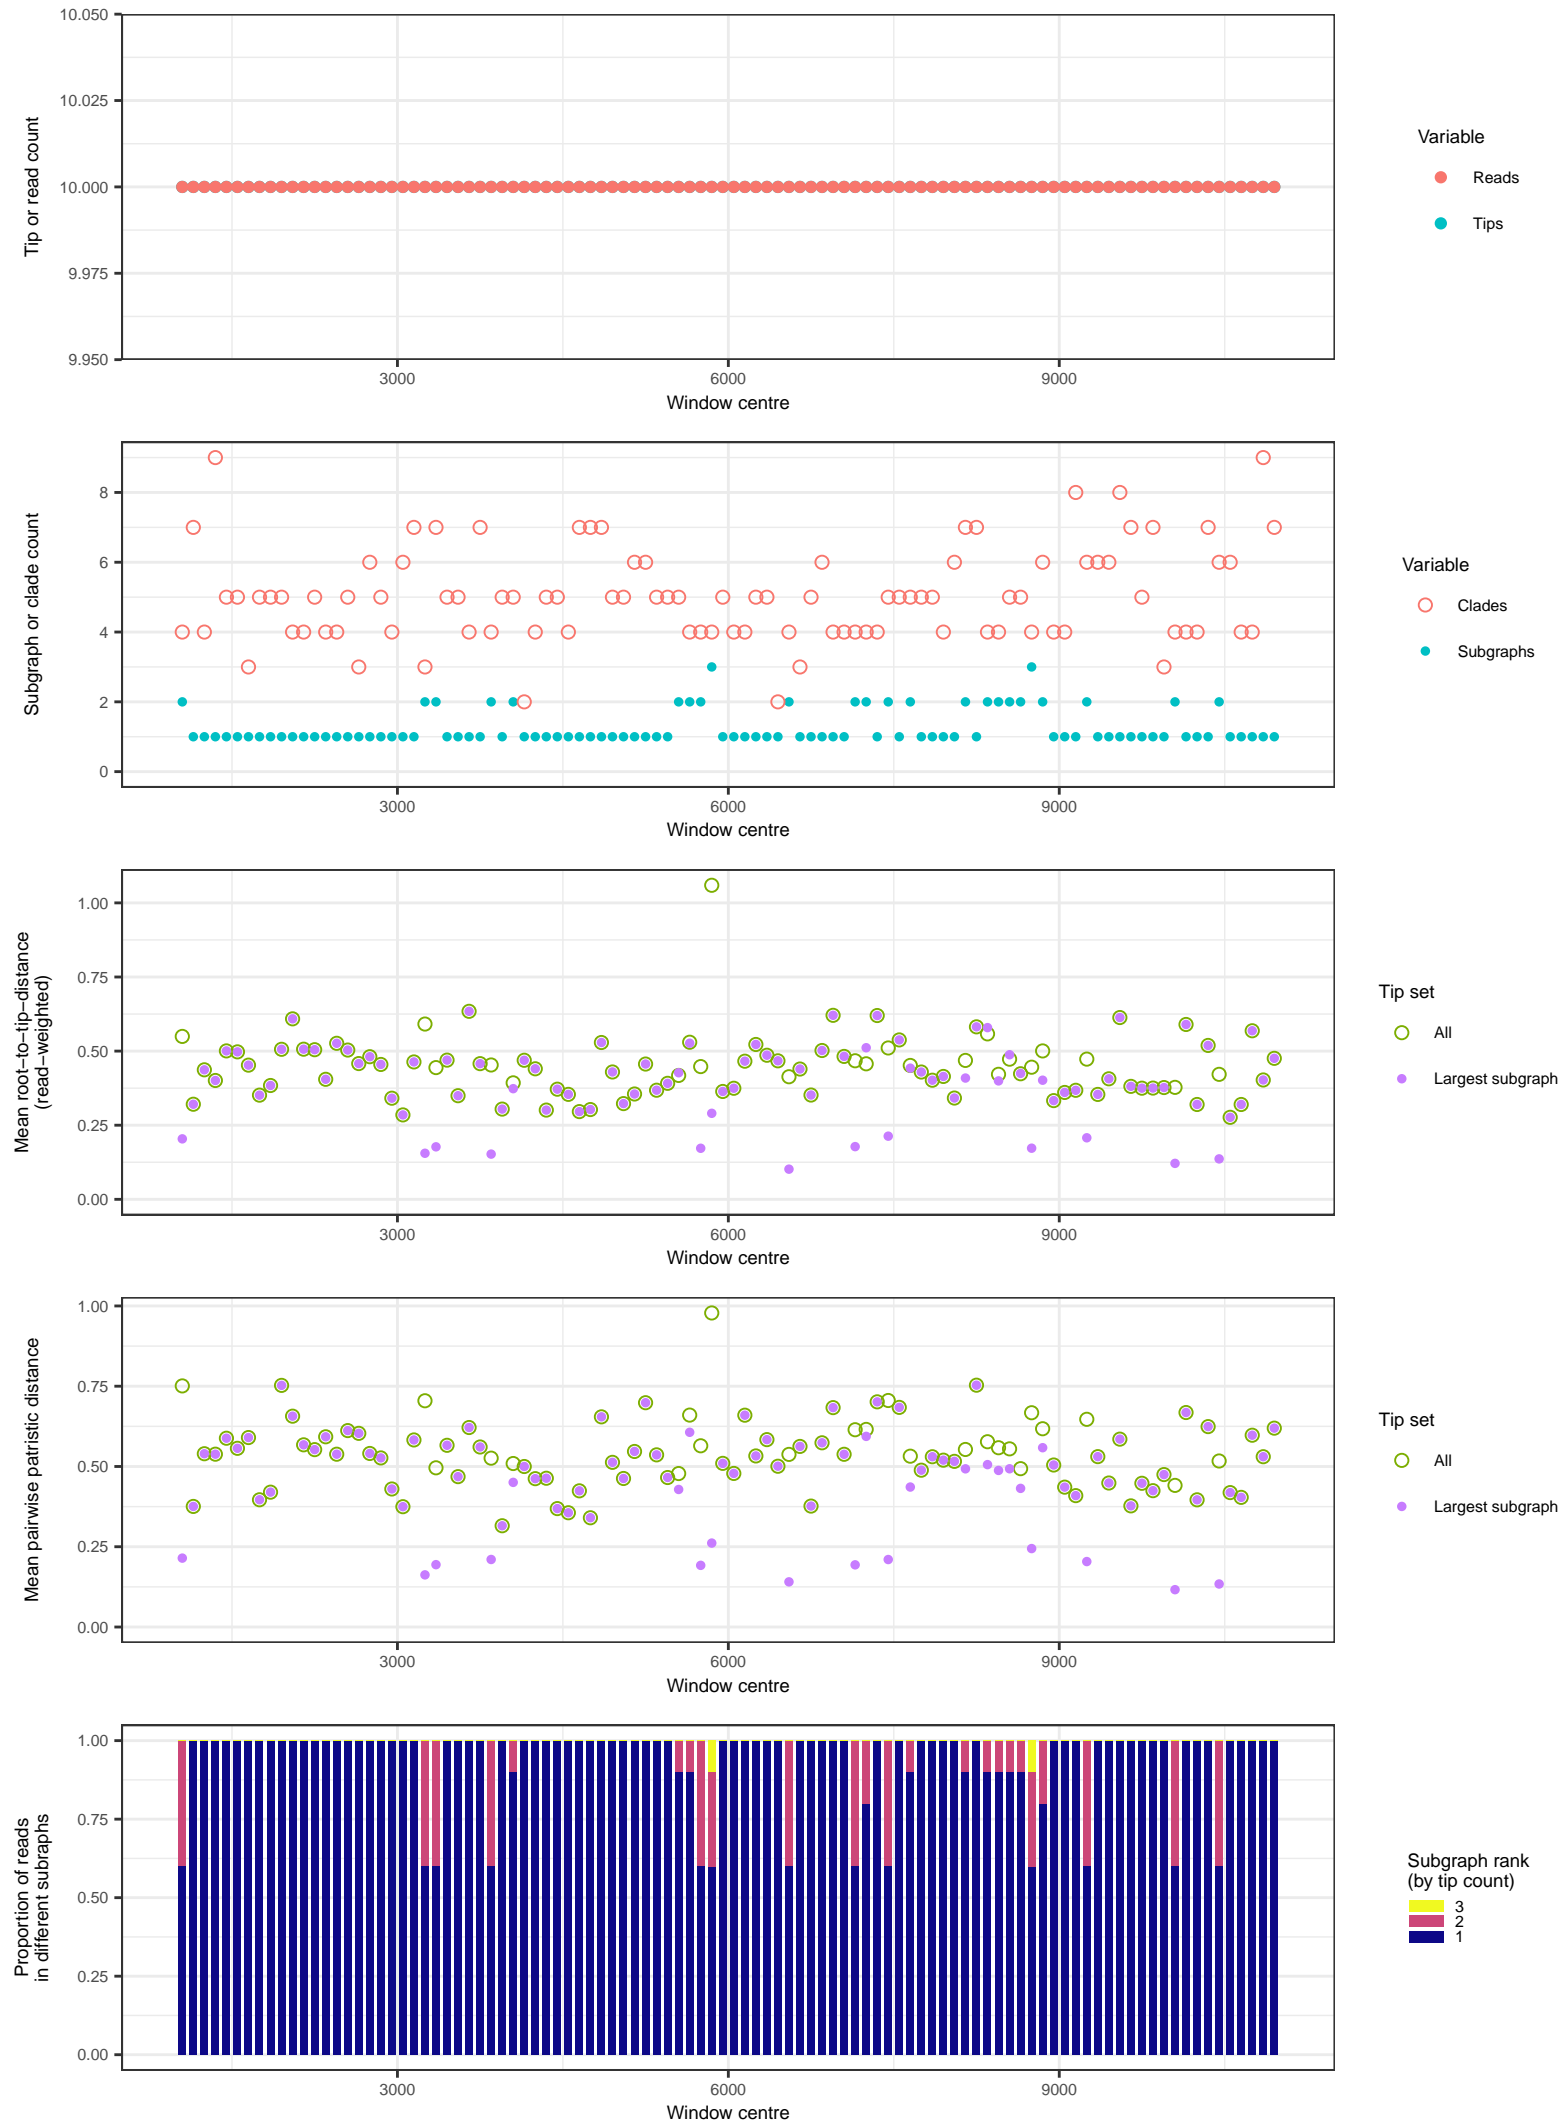 10.050
10.025
10.000
9.975
9.950
Tip or read count
3000 6000 9000
Window centre
Variable
Reads
Tips
8
6
4
2
0
Subgraph or clade count
3000 6000 9000
Window centre
Variable
Clades
Subgraphs
1.00
0.75
0.50
0.25
0.00
Mean root−to−tip−distance
(read−weighted)
3000 6000 9000
Window centre
Tip set
All
Largest subgraph
1.00
0.75
0.50
0.25
0.00
Mean pairwise patristic distance
3000 6000 9000
Window centre
Tip set
All
Largest subgraph
1.00
0.75
0.50
0.25
0.00
Proportion of reads
in different subraphs
3000 6000 9000
Window centre
Subgraph rank
(by tip count)
3
2
1